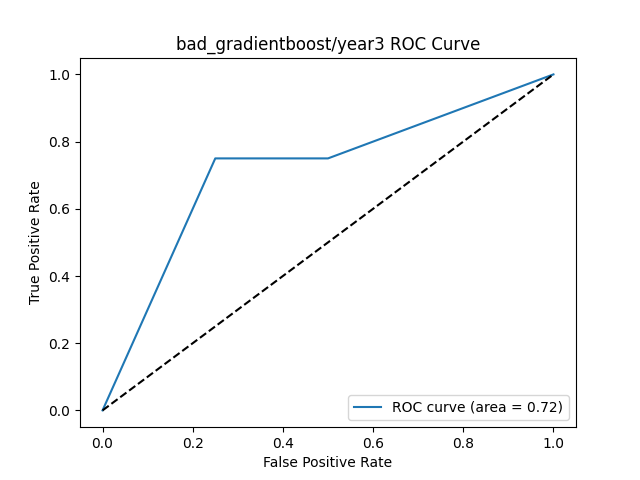 bad_gradientboost/year3 ROC Curve
1.0
0.8
0.6
0.4
0.2
0.0
True Positive Rate
ROC curve (area = 0.72)
0.0 0.2 0.4 0.6 0.8 1.0
False Positive Rate